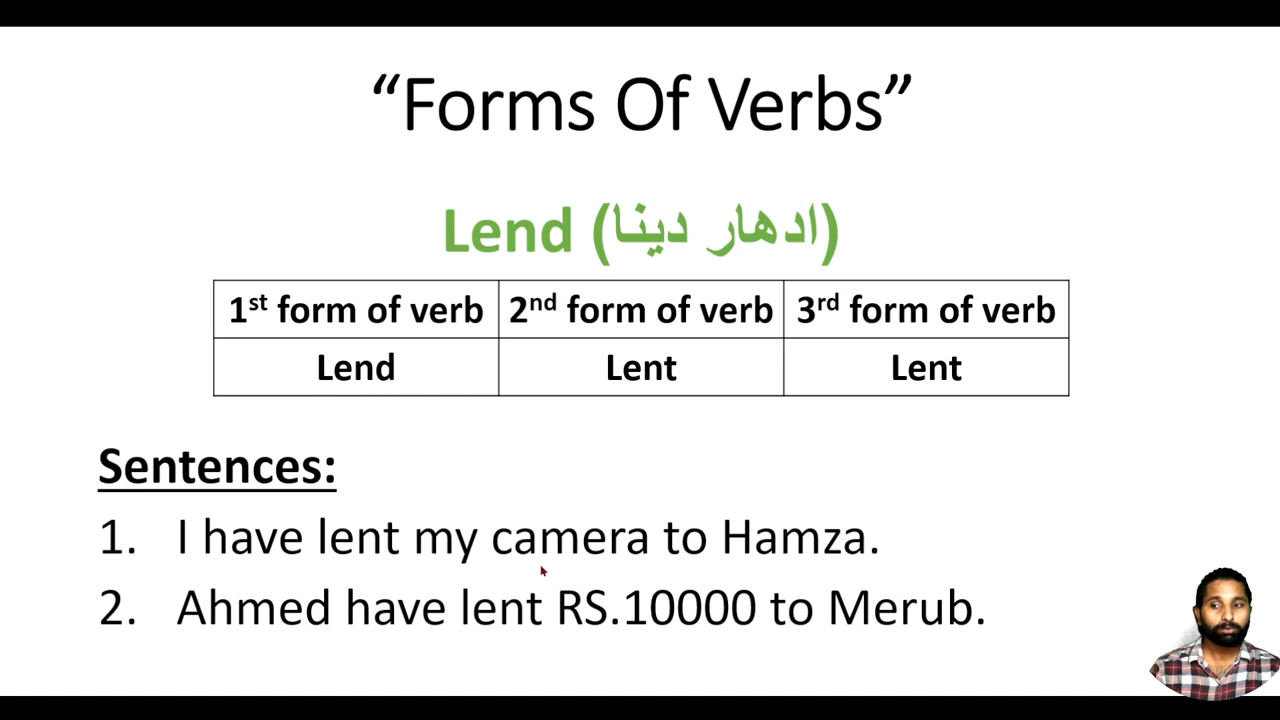 “Forms Of Verbs”
Lend (ادھار دینا)
1st form of verb 2nd form of verb 3rd form of verb
Lend Lent Lent
Sentences:
1. I have lent my camera to Hamza.
2. Ahmed have lent RS.10000 to Merub.